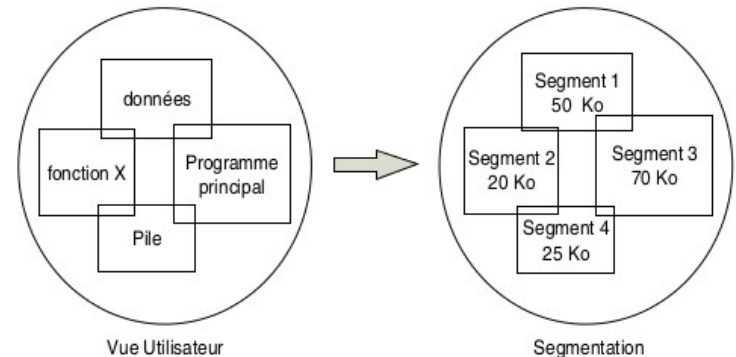 données
fonction X
Programme
principal
Pile
Vue Utilisateur
Segment 1
50 Ko
Segment 2
20 Ko
Segment 3
70 Ko
Segment 4
25 Ko
Segmentation